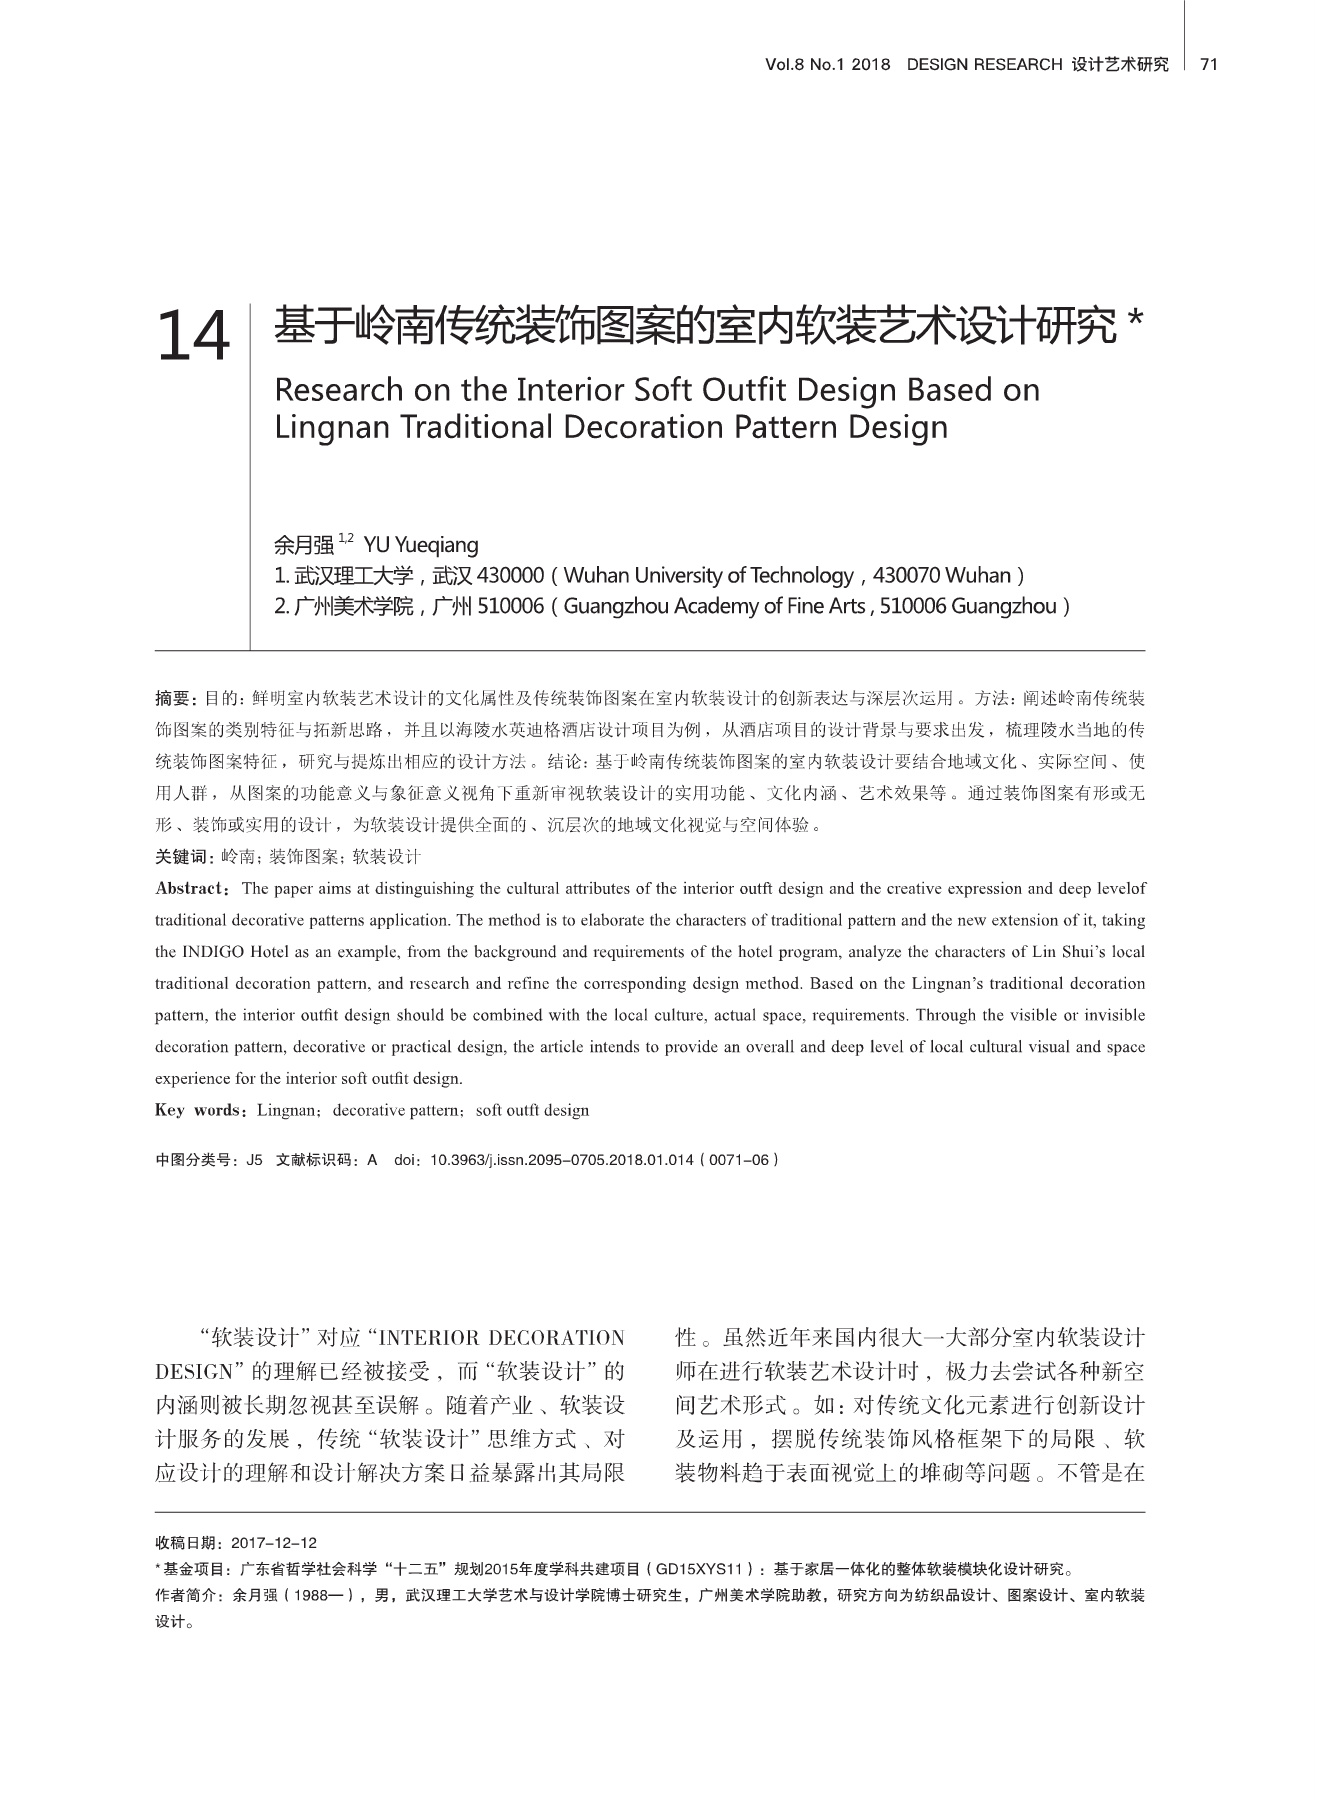 Vol.8 No.1 2018 DESIGN RESEARCH 设计艺术研究 71
14
基于岭南传统装饰图案的室内软装艺术设计研究 *
Research on the Interior Soft Outfit Design Based on
Lingnan Traditional Decoration Pattern Design
余月强 1,2 YU Yueqiang
1. 武汉理工大学，武汉 430000（Wuhan University of Technology，430070 Wuhan）
2. 广州美术学院，广州 510006（Guangzhou Academy of Fine Arts , 510006 Guangzhou）
摘要：目的：鲜明室内软装艺术设计的文化属性及传统装饰图案在室内软装设计的创新表达与深层次运用。方法：阐述岭南传统装
饰图案的类别特征与拓新思路，并且以海陵水英迪格酒店设计项目为例，从酒店项目的设计背景与要求出发，梳理陵水当地的传
统装饰图案特征，研究与提炼出相应的设计方法。结论：基于岭南传统装饰图案的室内软装设计要结合地域文化、实际空间、使
用人群，从图案的功能意义与象征意义视角下重新审视软装设计的实用功能、文化内涵、艺术效果等。通过装饰图案有形或无
形、装饰或实用的设计，为软装设计提供全面的、沉层次的地域文化视觉与空间体验。
关键词：岭南；装饰图案；软装设计
Abstract：The paper aims at distinguishing the cultural attributes of the interior outft design and the creative expression and deep levelof
traditional decorative patterns application. The method is to elaborate the characters of traditional pattern and the new extension of it, taking
the INDIGO Hotel as an example, from the background and requirements of the hotel program, analyze the characters of Lin Shui's local
traditional decoration pattern, and research and refine the corresponding design method. Based on the Lingnan's traditional decoration
pattern, the interior outfit design should be combined with the local culture, actual space, requirements. Through the visible or invisible
decoration pattern, decorative or practical design, the article intends to provide an overall and deep level of local cultural visual and space
experience for the interior soft outfit design.
Key words：Lingnan；decorative pattern；soft outft design
中图分类号：J5 文献标识码：A doi：10.3963/j.issn.2095-0705.2018.01.014（0071-06）
“软装设计”对应“INTERIOR DECORATION
DESIGN”的理解已经被接受，而“软装设计”的
内涵则被长期忽视甚至误解。随着产业、软装设
计服务的发展，传统“软装设计”思维方式、对
应设计的理解和设计解决方案日益暴露出其局限
性。虽然近年来国内很大一大部分室内软装设计
师在进行软装艺术设计时，极力去尝试各种新空
间艺术形式。如：对传统文化元素进行创新设计
及运用，摆脱传统装饰风格框架下的局限、软
装物料趋于表面视觉上的堆砌等问题。不管是在
收稿日期：2017-12-12
*基金项目：广东省哲学社会科学“十二五”规划2015年度学科共建项目（GD15XYS11）：基于家居一体化的整体软装模块化设计研究。
作者简介：余月强（1988—），男，武汉理工大学艺术与设计学院博士研究生，广州美术学院助教，研究方向为纺织品设计、图案设计、室内软装
设计。